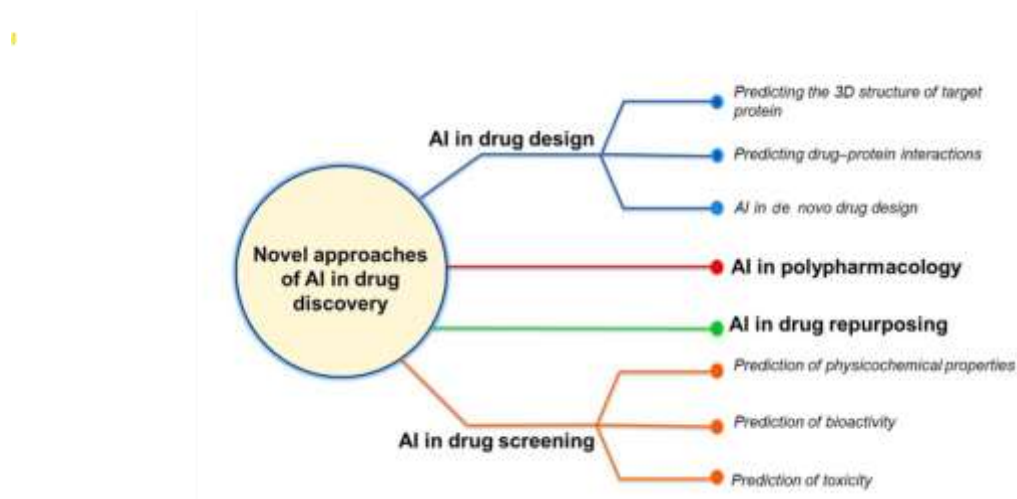 Novel approaches
of AI in drug
discovery
AI in drug design
Predicting the 3D structure of target
protein
Predicting drug–protein interactions
AI in de novo drug design
AI in polypharmacology
AI in drug repurposing
AI in drug screening
Prediction of physicochemical properties
Prediction of bioactivity
Prediction of toxicity